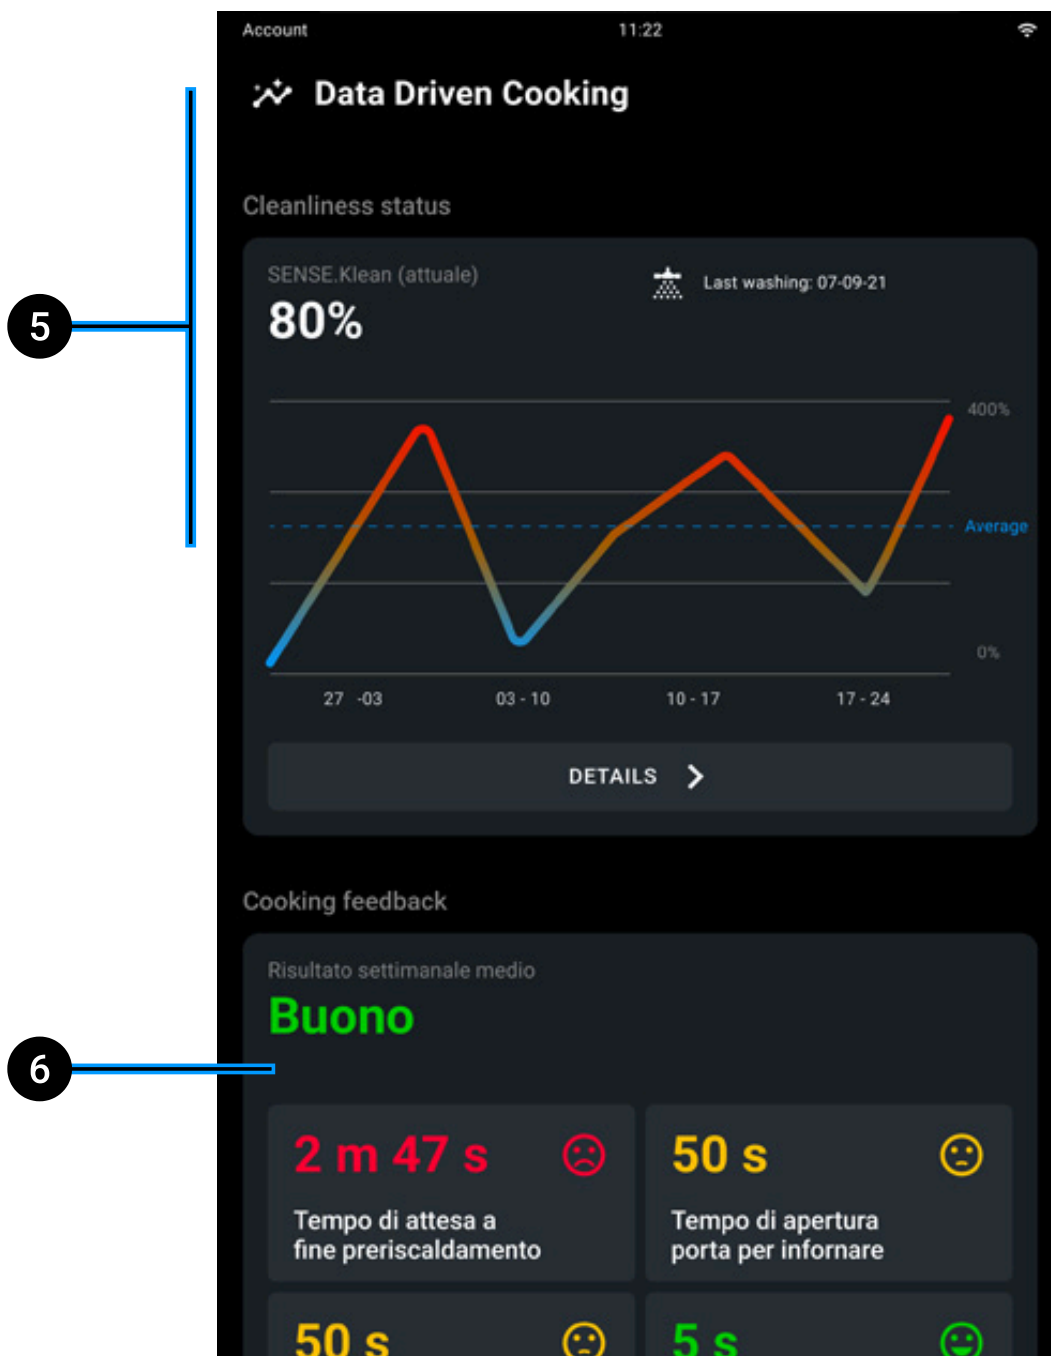 Account 11:22
Data Driven Cooking
Cleanliness status
SENSE.Klean (attuale)
Last washing: 07-09-21
80%
5
400%
Average
0%
27 -03 03 - 10 10 - 17 17 - 24
DETAILS
Cooking feedback
Risultato settimanale medio
Buono
6
2 m 47 s
Tempo di attesa a
fine preriscaldamento
50 s
Tempo di apertura
porta per infornare
50 s
5 s